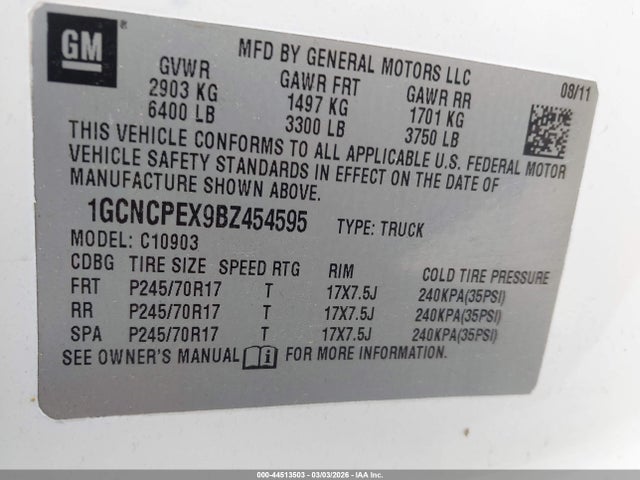 GM
MFD BY GENERAL MOTORS LLC
GVWR GAWR FRT GAWR RR 08/11
2903 KG 1497 KG 1701 KG
6400 LB 3300 LB 3750 LB
THIS VEHICLE CONFORMS TO ALL APPLICABLE U.S. FEDERAL MOTOR
VEHICLE SAFETY STANDARDS IN EFFECT ON THE DATE OF
MANUFACTURE SHOWN ABOVE.
1GCNCPEX9BZ454595 TYPE: TRUCK
MODEL: C10903
CDBG TIRE SIZE SPEED RTG RIM COLD TIRE PRESSURE
FRT P245/70R17 T 17X7.5J 240KPA(35PSI)
RR P245/70R17 T 17X7.5J 240KPA(35PSI)
SPA P245/70R17 T 17X7.5J 240KPA(35PSI)
SEE OWNER'S MANUAL FOR MORE INFORMATION.
000-44513503 | 03/03/2026 - IAA, Inc.